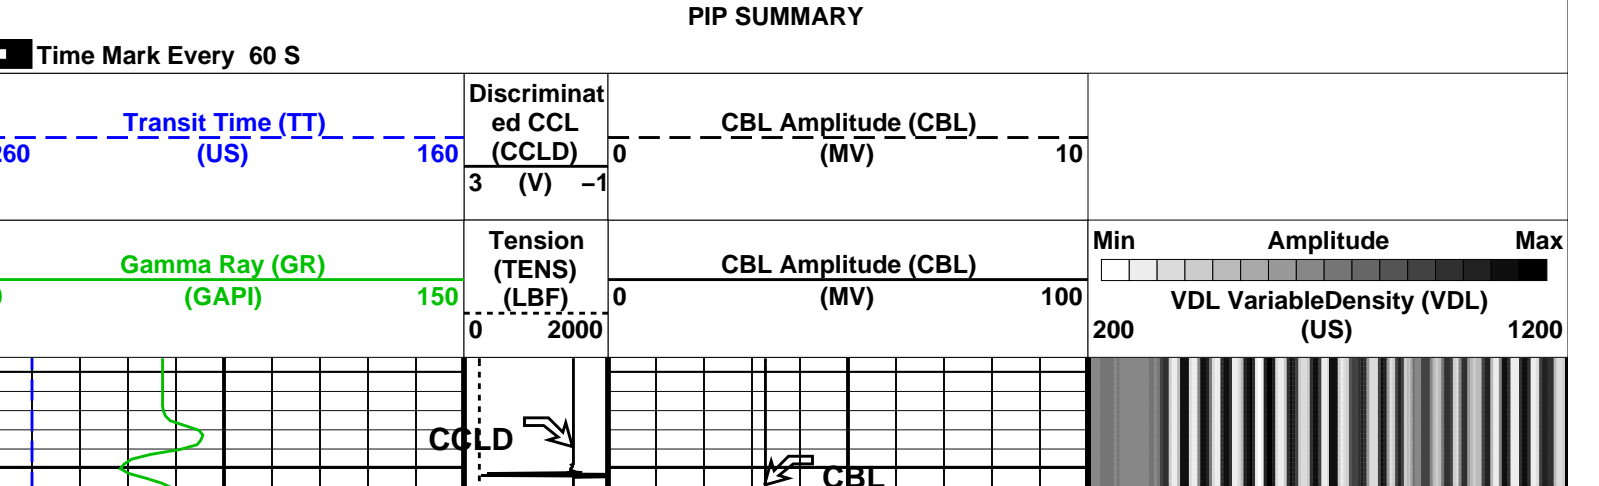 PIP SUMMARY
Time Mark Every 60 S
Transit Time (TT)
(US)
160
Discriminat
ed CCL
(CCLD)
3 (V) −1
CBL Amplitude (CBL)
0 (MV) 10
Gamma Ray (GR)
(GAPI) 150
Tension
(TENS)
(LBF)
0 2000
CBL Amplitude (CBL)
0 (MV) 100
Min Amplitude Max
VDL VariableDensity (VDL)
200 (US) 1200
CCLD
CBL